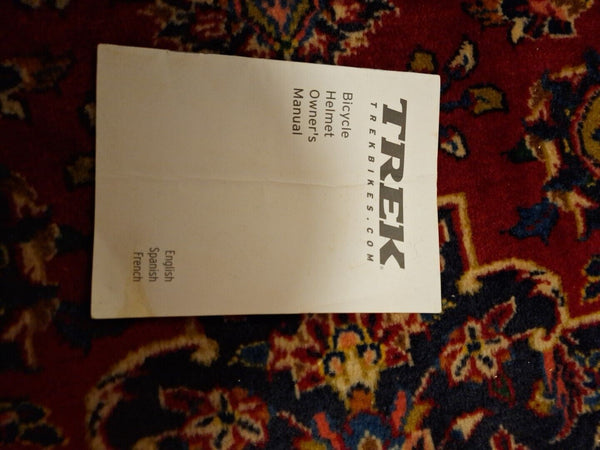 TREK
TREKBIKES.COM
Bicycle
Helmet
Owner's
Manual
English
Spanish
French